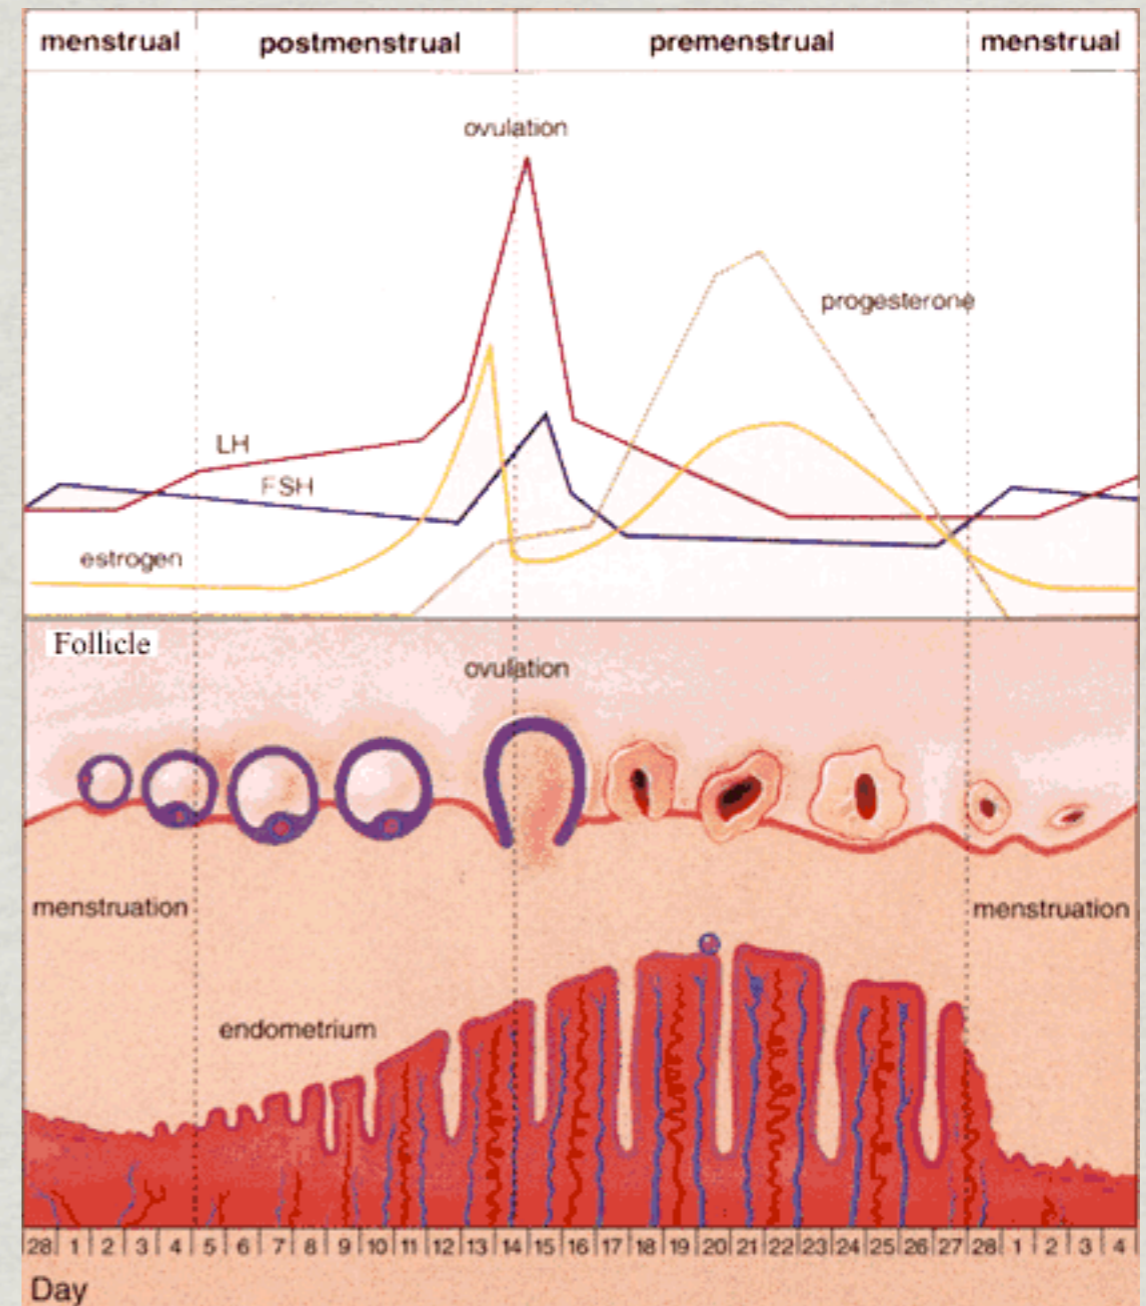 menstrual postmenstrual premenstrual menstrual
ovulation
progesterone
LH
FSH
estrogen
Follicle
ovulation
menstruation menstruation
endometrium
28 1 2 3 4 5 6 7 8 9 10 11 12 13 14 15 16 17 18 19 20 21 22 23 24 25 26 27 28 1 2 3 4
Day